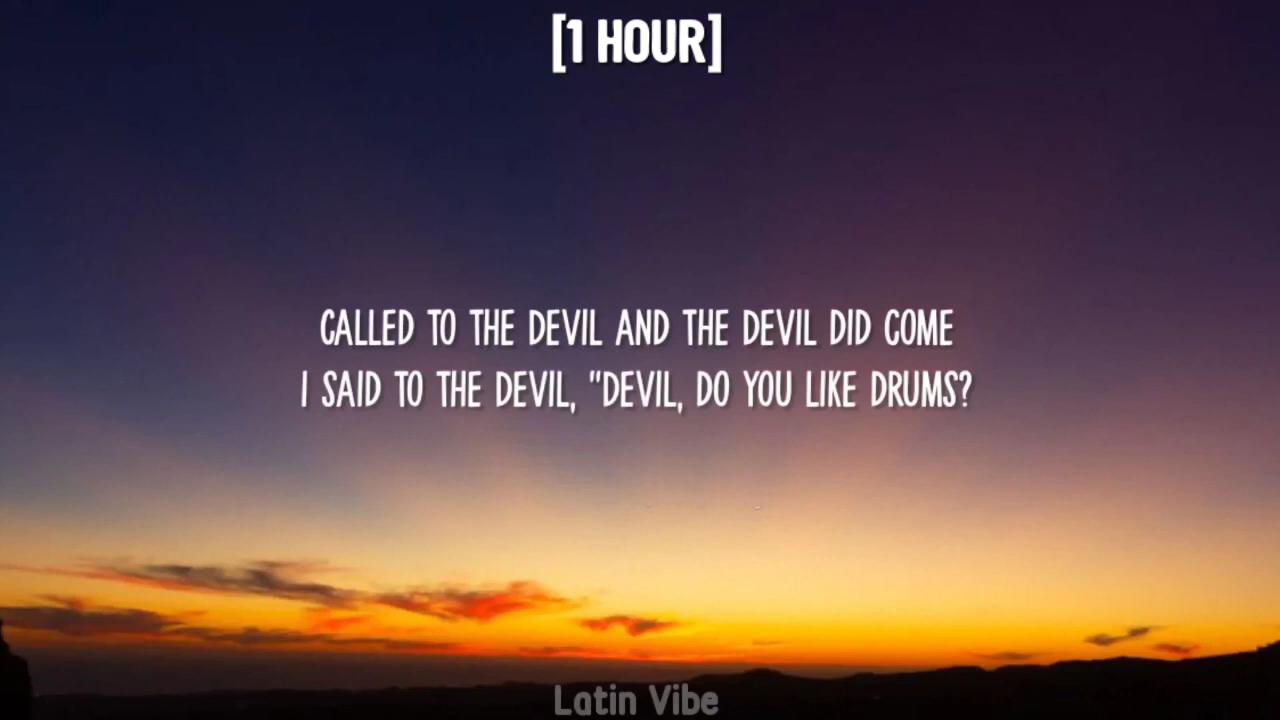 [1 HOUR]
CALLED TO THE DEVIL AND THE DEVIL DID COME
I SAID TO THE DEVIL, "DEVIL, DO YOU LIKE DRUMS?
Latin Vibe